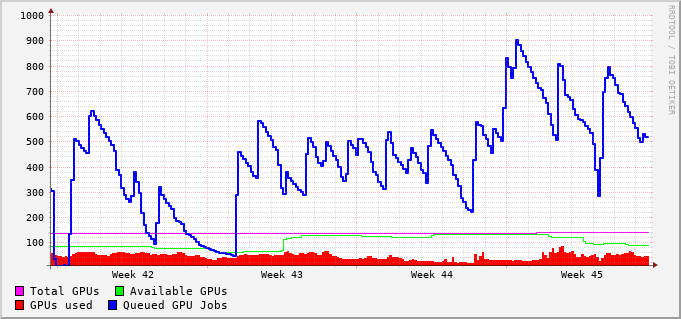 1000
900
800
700
600
500
400
300
200
100
Week 42 Week 43 Week 44 Week 45
Total GPUs Available GPUs
GPUs used Queued GPU Jobs
RRDTOOL / TOBI OETIKER